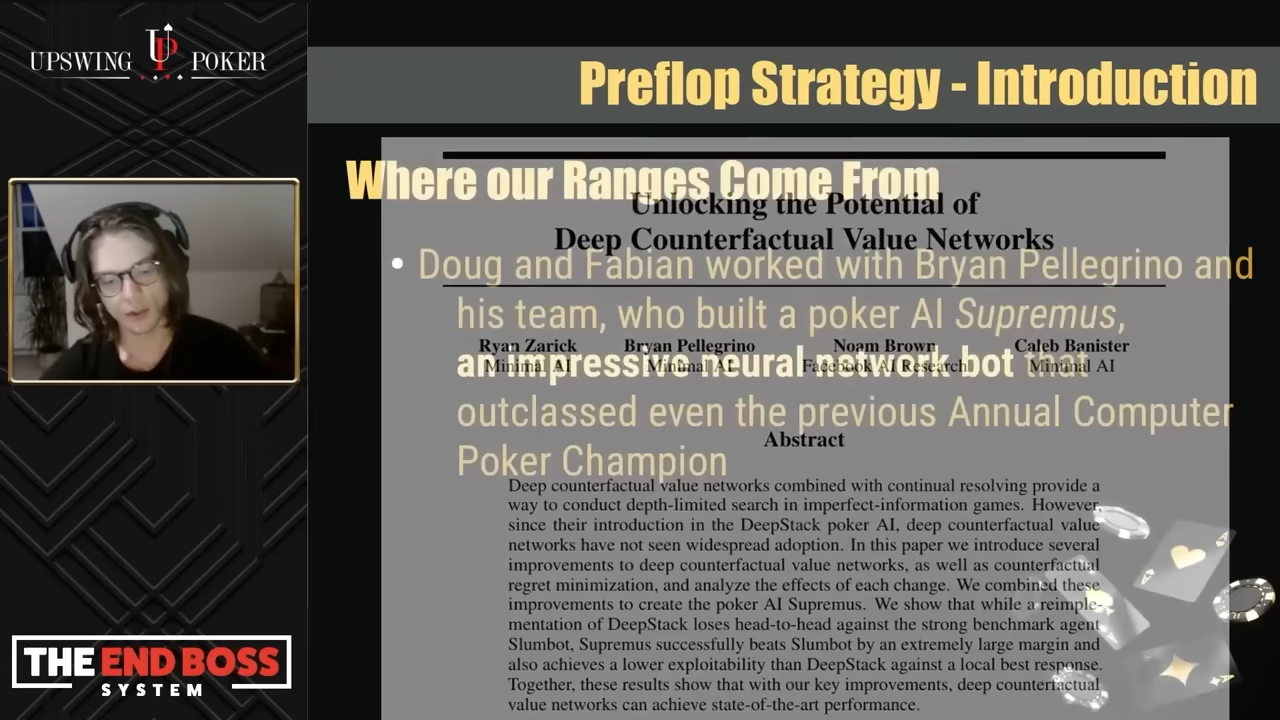 UPSWING UP POKER
Preflop Strategy - Introduction
Where our Ranges Come From
Unlocking the Potential of
Deep Counterfactual Value Networks
• Doug and Fabian worked with Bryan Pellegrino and
his team, who built a poker AI Supremus,
an impressive neural network bot that
outclassed even the previous Annual Computer
Poker Champion
Ryan Zarick Bryan Pellegrino Noam Brown Caleb Banister
Minimal AI Minimal AI Facebook AI Research Minimal AI
Abstract
Deep counterfactual value networks combined with continual resolving provide a
way to conduct depth-limited search in imperfect-information games. However,
since their introduction in the DeepStack poker AI, deep counterfactual value
networks have not seen widespread adoption. In this paper we introduce several
improvements to deep counterfactual value networks, as well as counterfactual
regret minimization, and analyze the effects of each change. We combined these
improvements to create the poker AI Supremus. We show that while a reimple-
mentation of DeepStack loses head-to-head against the strong benchmark agent
Slumbot, Supremus successfully beats Slumbot by an extremely large margin and
also achieves a lower exploitability than DeepStack against a local best response.
Together, these results show that with our key improvements, deep counterfactual
value networks can achieve state-of-the-art performance.
THE END BOSS
SYSTEM